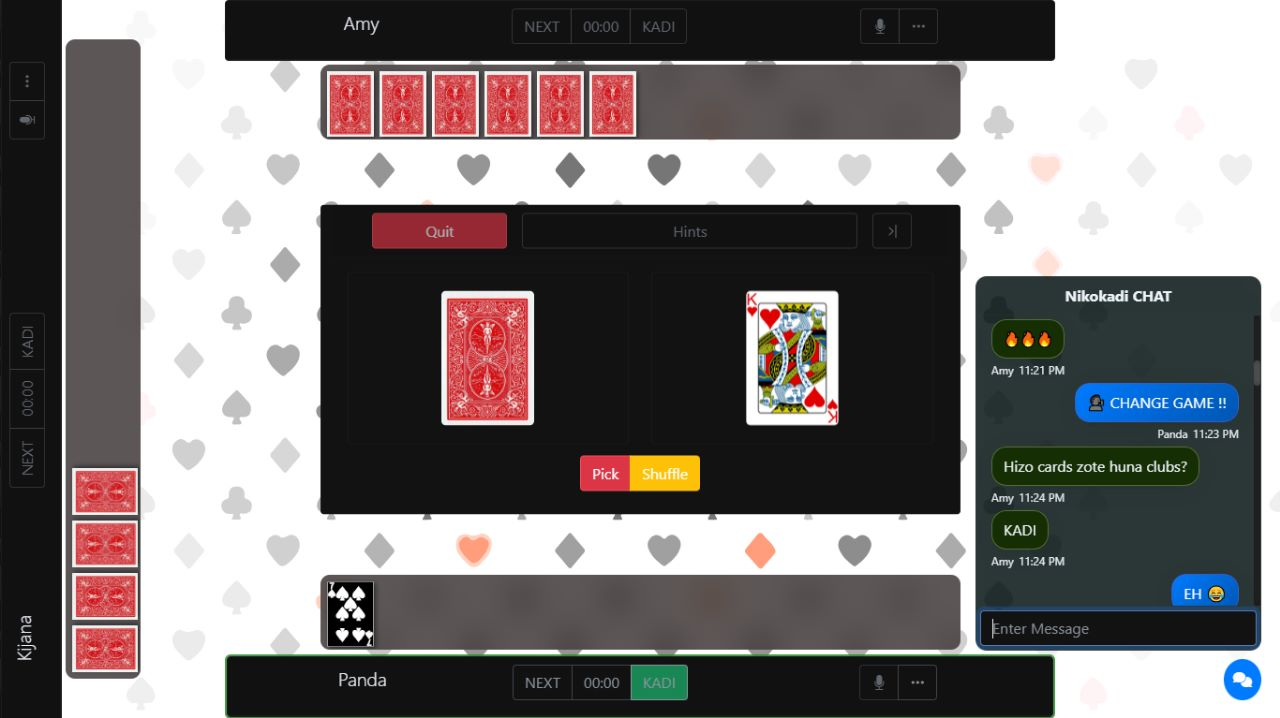 Amy
NEXT 00:00 KADI
Quit
Hints
K
K
Pick Shuffle
7
Panda
NEXT 00:00 KADI
Kijana
NEXT 00:00 KADI
Nikokadi CHAT
🔥🔥🔥
Amy 11:21 PM
CHANGE GAME !!
Panda 11:23 PM
Hizo cards zote huna clubs?
Amy 11:24 PM
KADI
Amy 11:24 PM
EH 😂
Enter Message